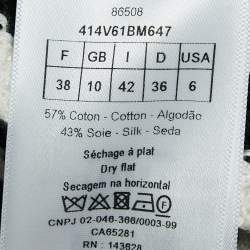 86508
414V61BM647
F GB I D USA
38 10 42 36 6
57% Coton - Cotton - Algodão
43% Soie - Silk - Seda
Séchage à plat
Dry flat
Secagem na horizontal
CNPJ 02-046-366/0003-99
CA65281
RN : 143628